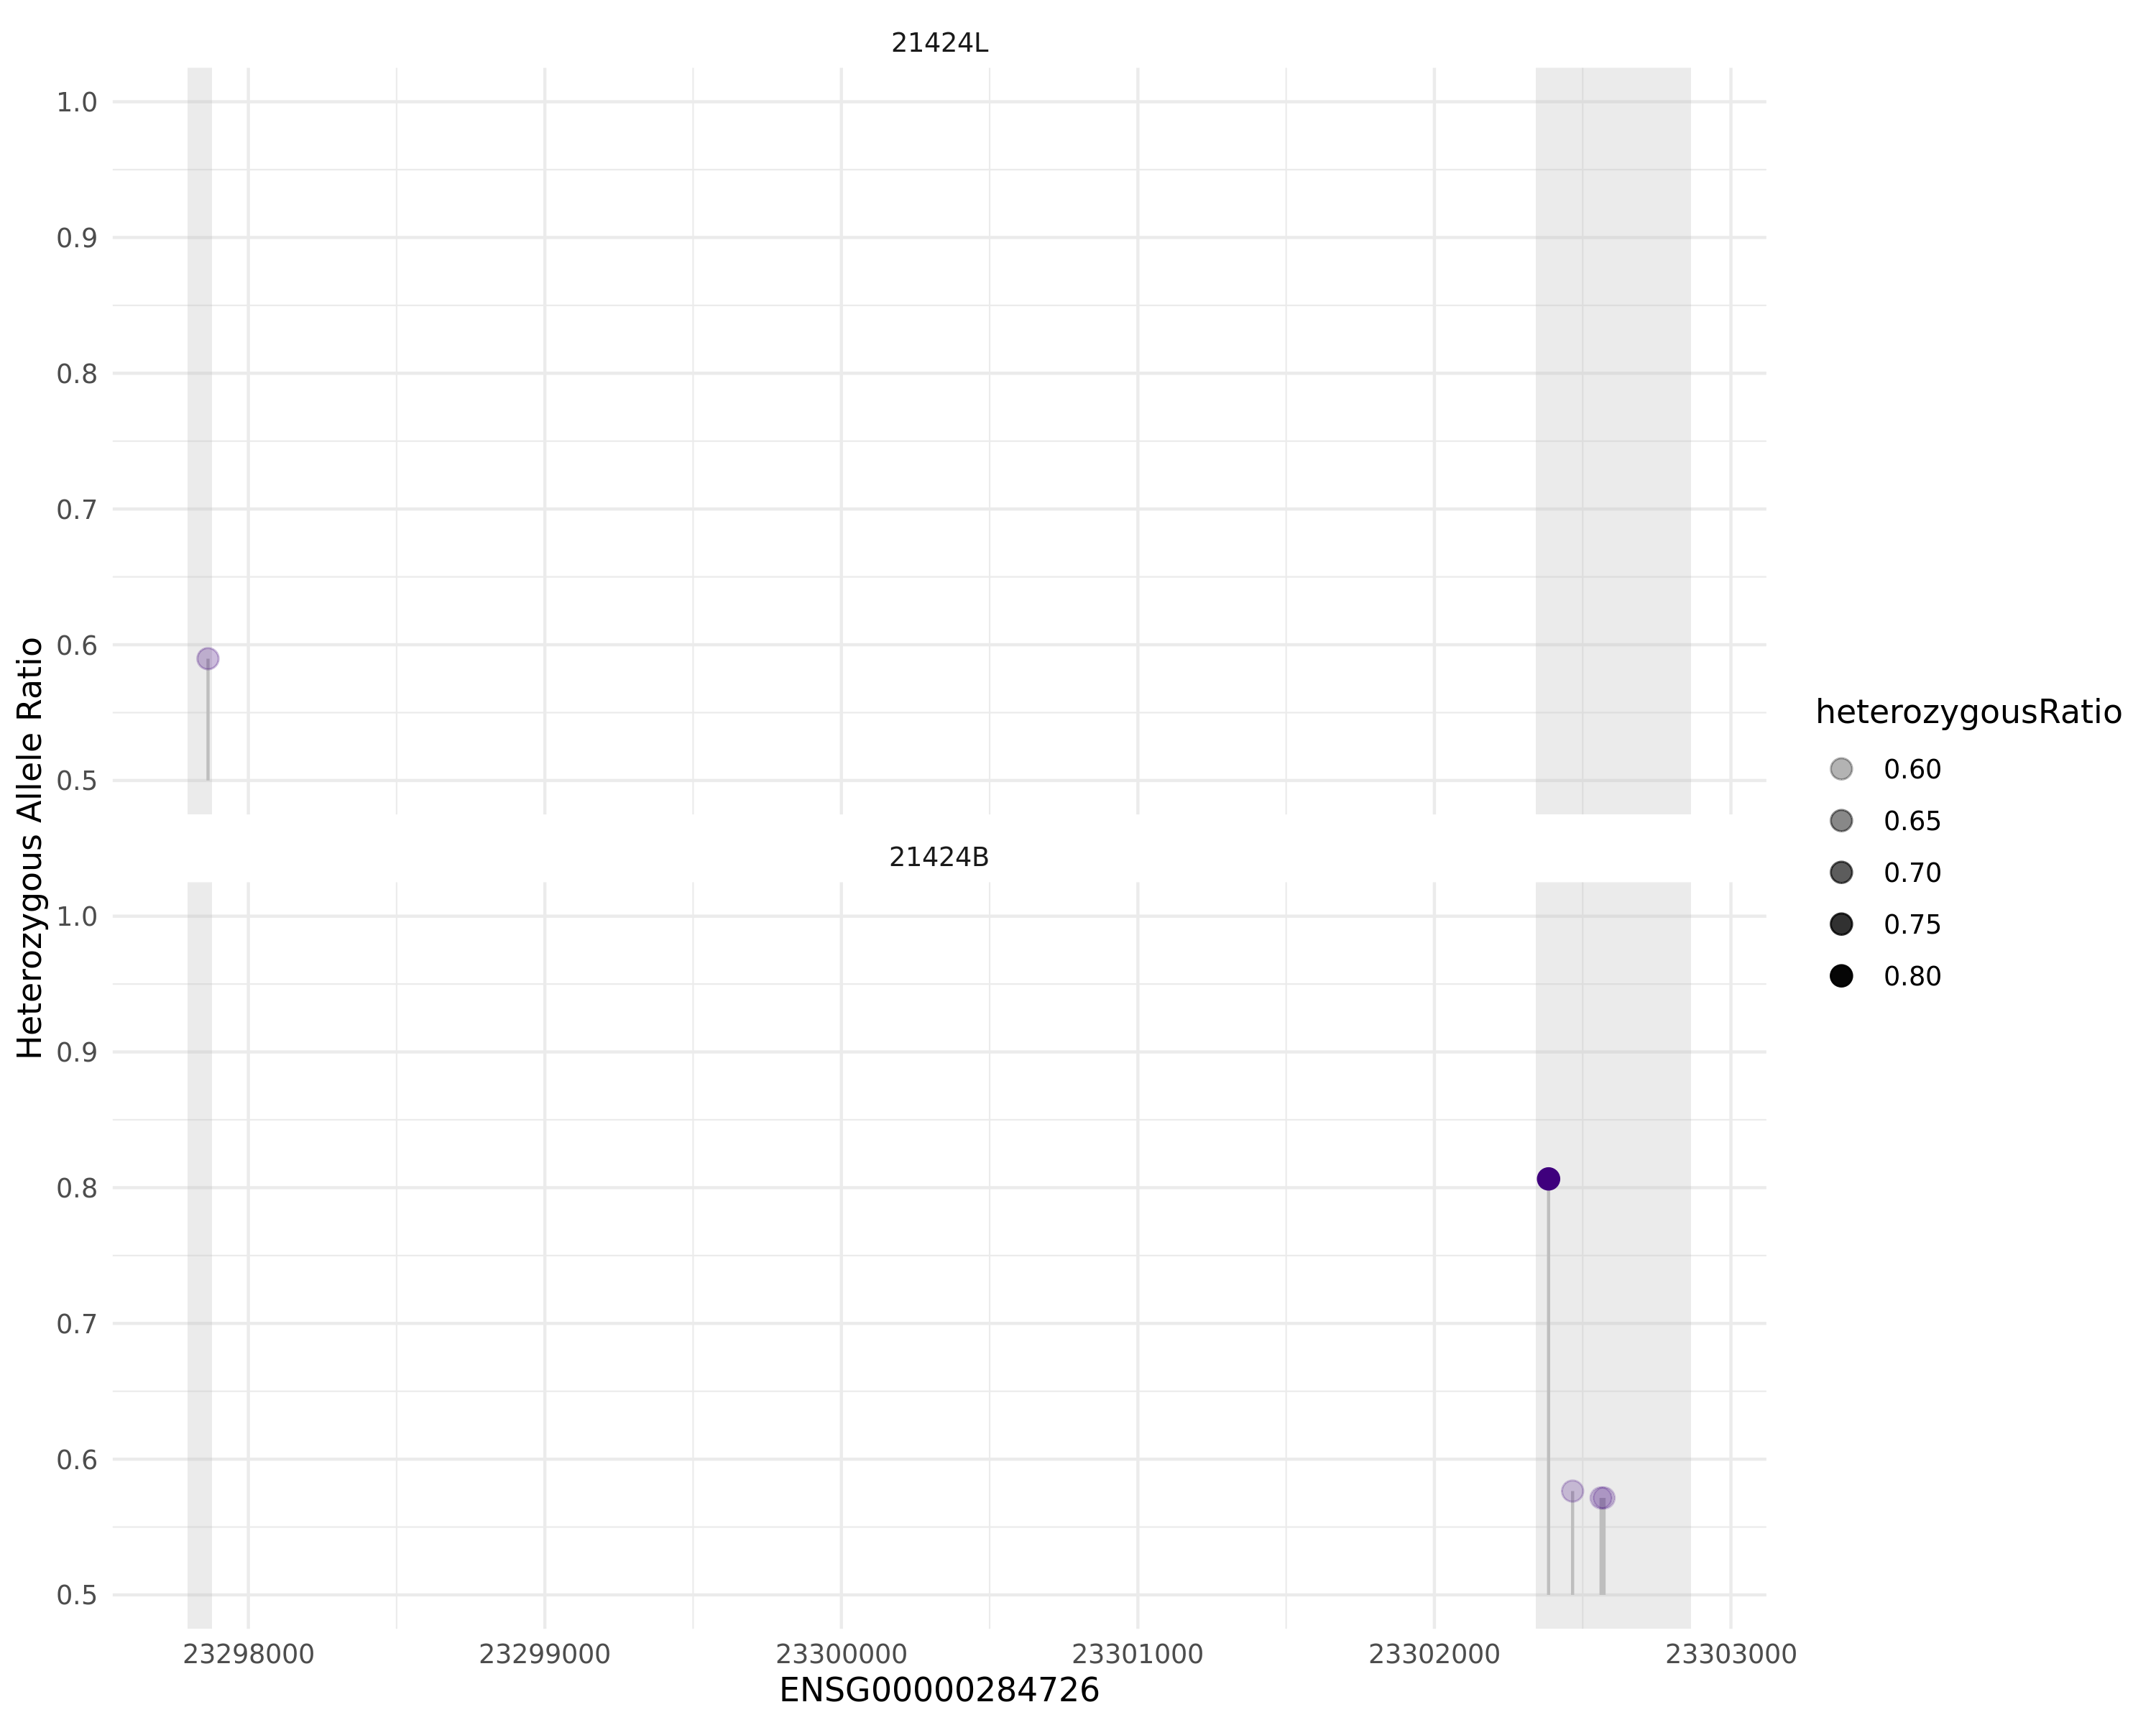 21424L
1.0
0.9
0.8
0.7
0.6
0.5
21424B
1.0
0.9
0.8
0.7
0.6
0.5
Heterozygous Allele Ratio
23298000 23299000 23300000 23301000 23302000 23303000
ENSG00000284726
heterozygousRatio
0.60
0.65
0.70
0.75
0.80